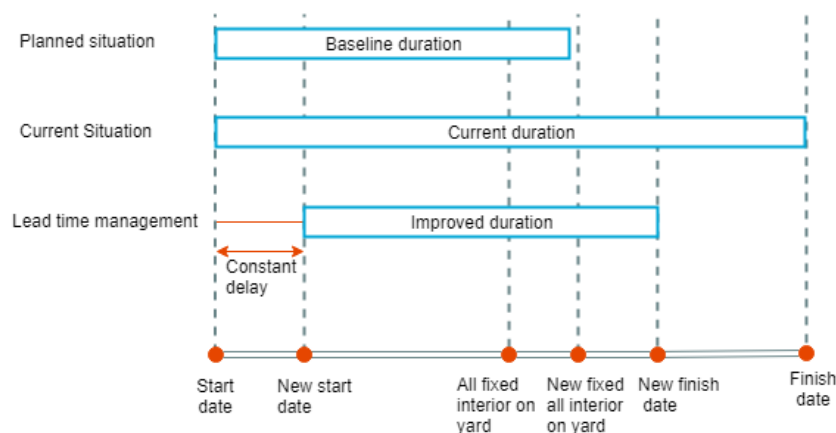 Planned situation
Baseline duration
Current Situation
Current duration
Lead time management
Improved duration
Constant
delay
Start
date
New start
date
All fixed
interior on
yard
New fixed
all interior
on yard
New finish
date
Finish
date